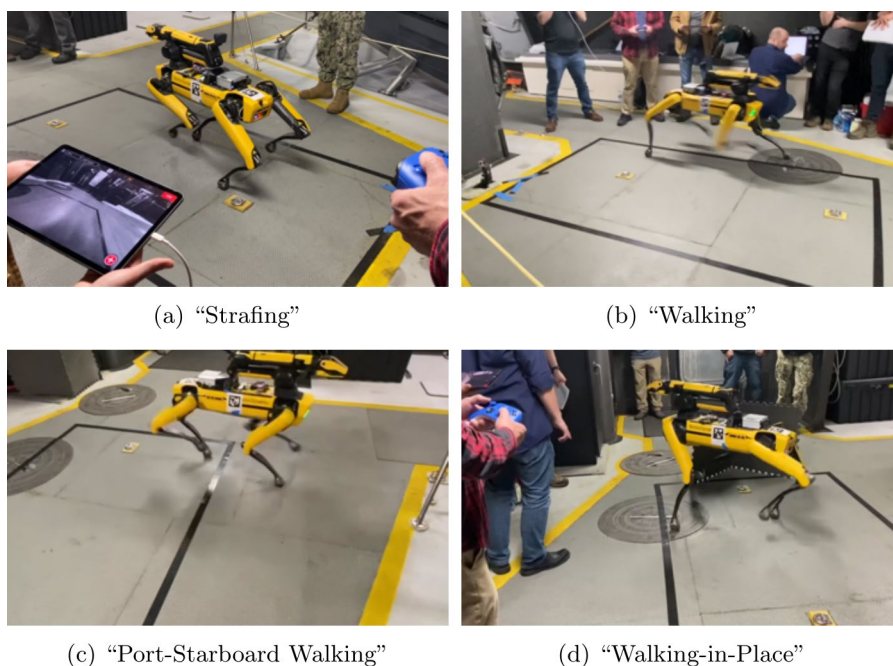 (a) “Strafing”
(b) “Walking”
(c) “Port-Starboard Walking”
(d) “Walking-in-Place”